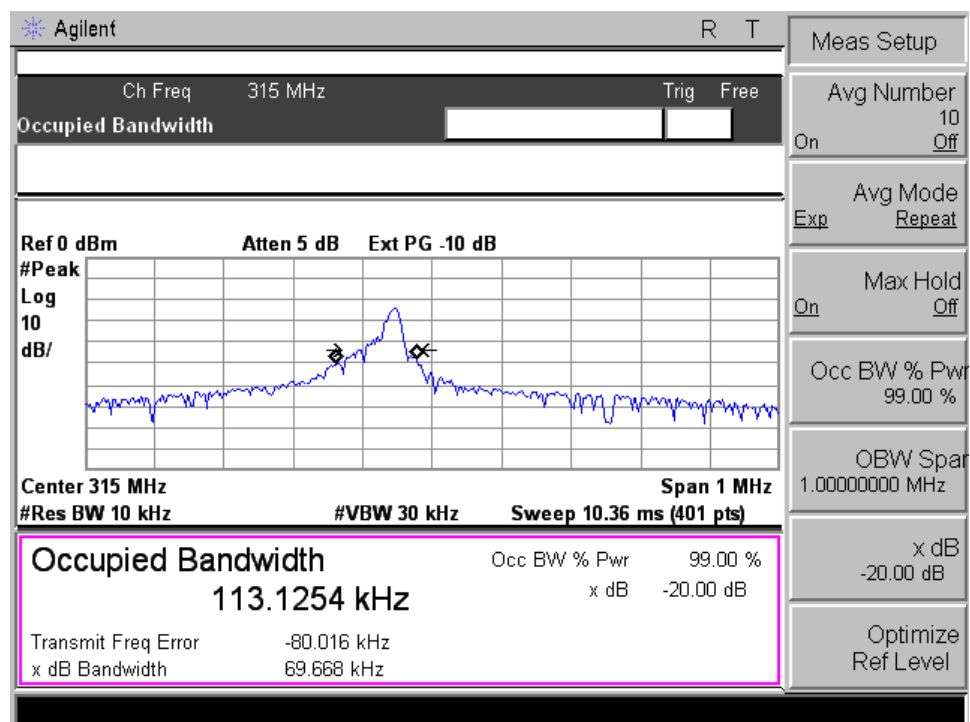 Agilent R T
Ch Freq 315 MHz Trig Free
Occupied Bandwidth
Ref 0 dBm Atten 5 dB Ext PG -10 dB
#Peak
Log
10
dB/
Center 315 MHz Span 1 MHz
#Res BW 10 kHz #VBW 30 kHz Sweep 10.36 ms (401 pts)
Occupied Bandwidth Occ BW % Pwr 99.00 %
113.1254 kHz x dB -20.00 dB
Transmit Freq Error -80.016 kHz
x dB Bandwidth 69.668 kHz
Meas Setup
Avg Number
10
On Off
Avg Mode
Exp Repeat
Max Hold
On Off
Occ BW % Pwr
99.00 %
OBW Span
1.00000000 MHz
x dB
-20.00 dB
Optimize
Ref Level